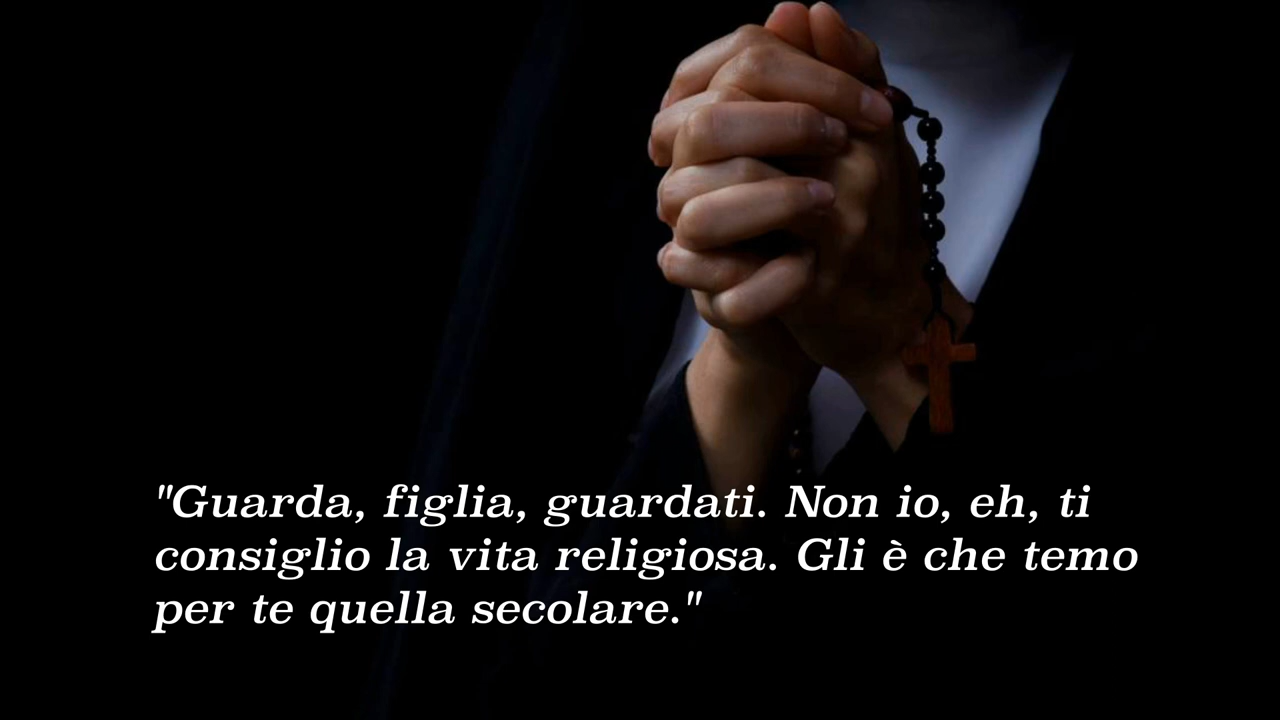 "Guarda, figlia, guardati. Non io, eh, ti
consiglio la vita religiosa. Gli è che temo
per te quella secolare."